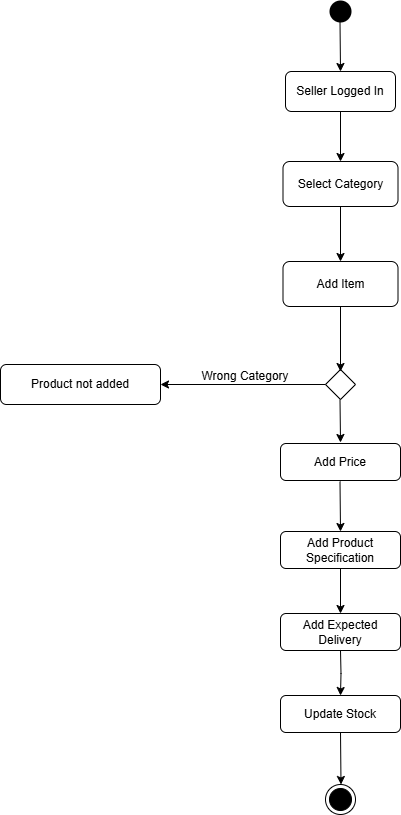 Seller Logged In
Select Category
Add Item
Wrong Category
Product not added
Add Price
Add Product
Specification
Add Expected
Delivery
Update Stock